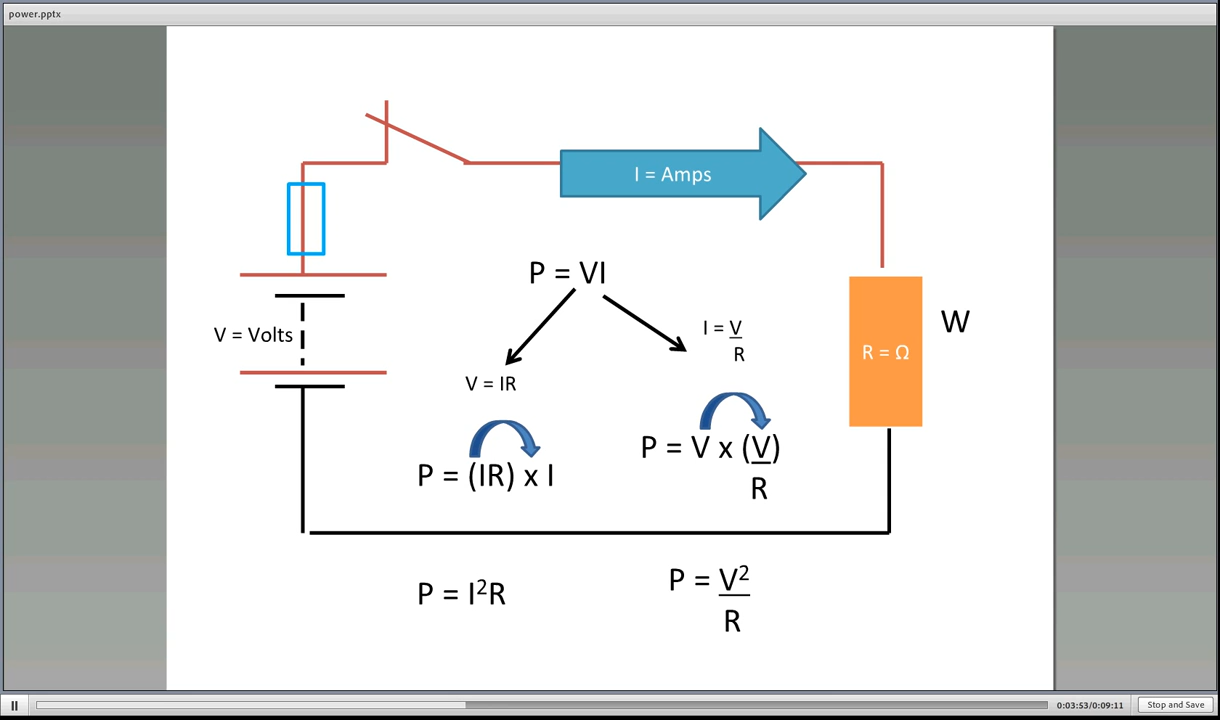 power.pptx
I = Amps
P = VI
I = V
R
V = Volts
W
R = Ω
V = IR
P = V x (V)
R
P = (IR) x I
P = V²
R
P = I²R
0:03:53/0:09:11
Stop and Save